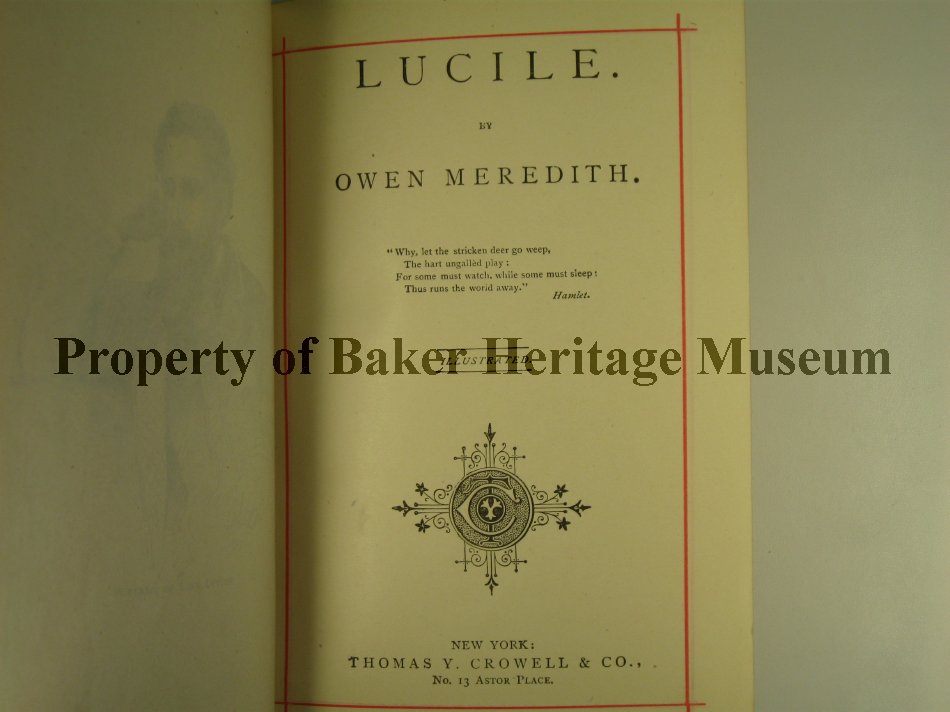 LUCILE.
BY
OWEN MEREDITH.
"Why, let the stricken deer go weep,
The hart ungallèd play;
For some must watch, while some must sleep;
Thus runs the world away."
Hamlet.
Property of Baker Heritage Museum
ILLUSTRATED.
NEW YORK:
THOMAS Y. CROWELL & CO.,
No. 13 ASTOR PLACE.